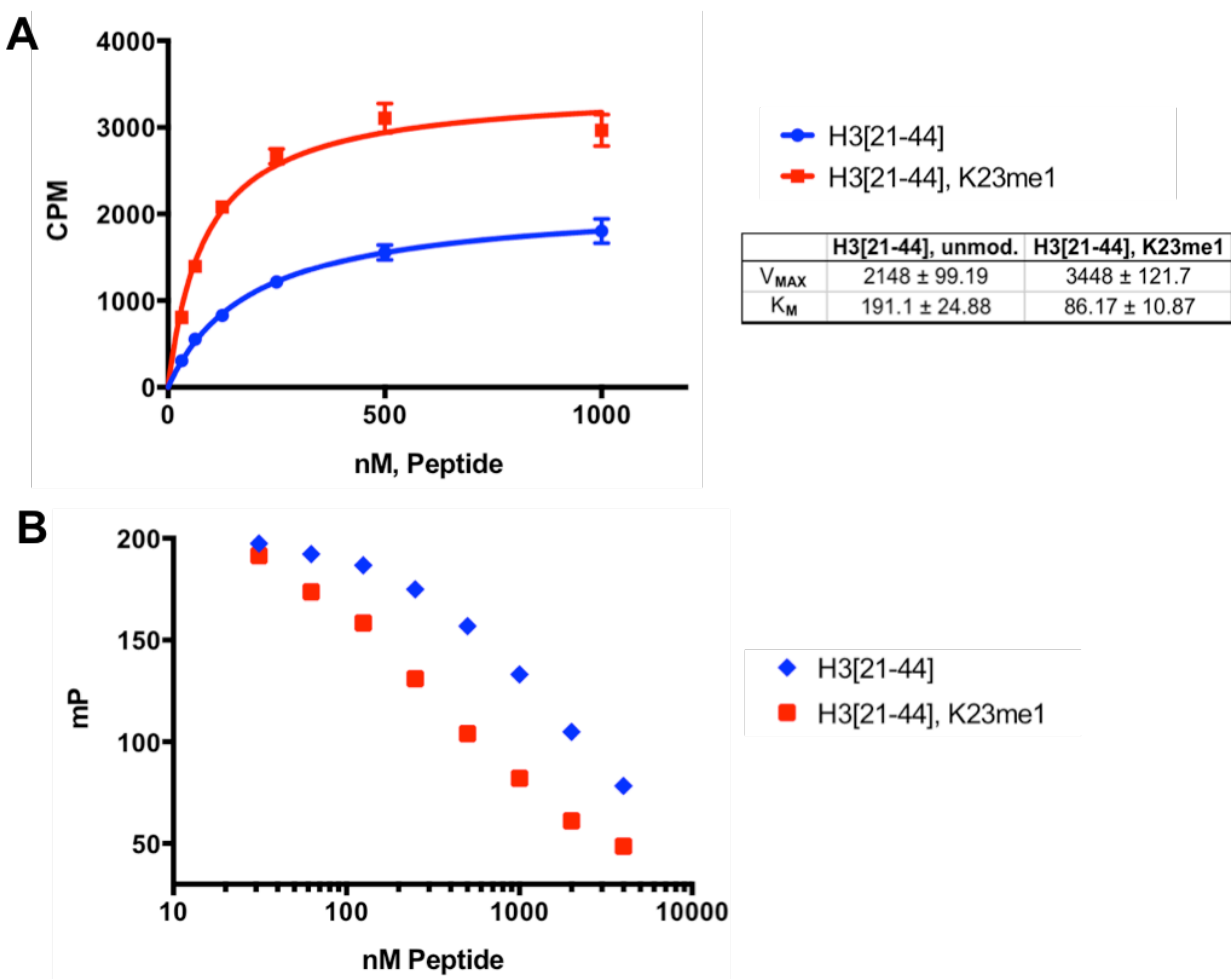 A
4000
3000
2000
1000
0
CPM
0 500 1000
nM, Peptide
H3[21-44]
H3[21-44], K23me1
H3[21-44], unmod. H3[21-44], K23me1
VMAX 2148 ± 99.19 3448 ± 121.7
KM 191.1 ± 24.88 86.17 ± 10.87
B
200
150
100
50
mP
10 100 1000 10000
nM Peptide
H3[21-44]
H3[21-44], K23me1